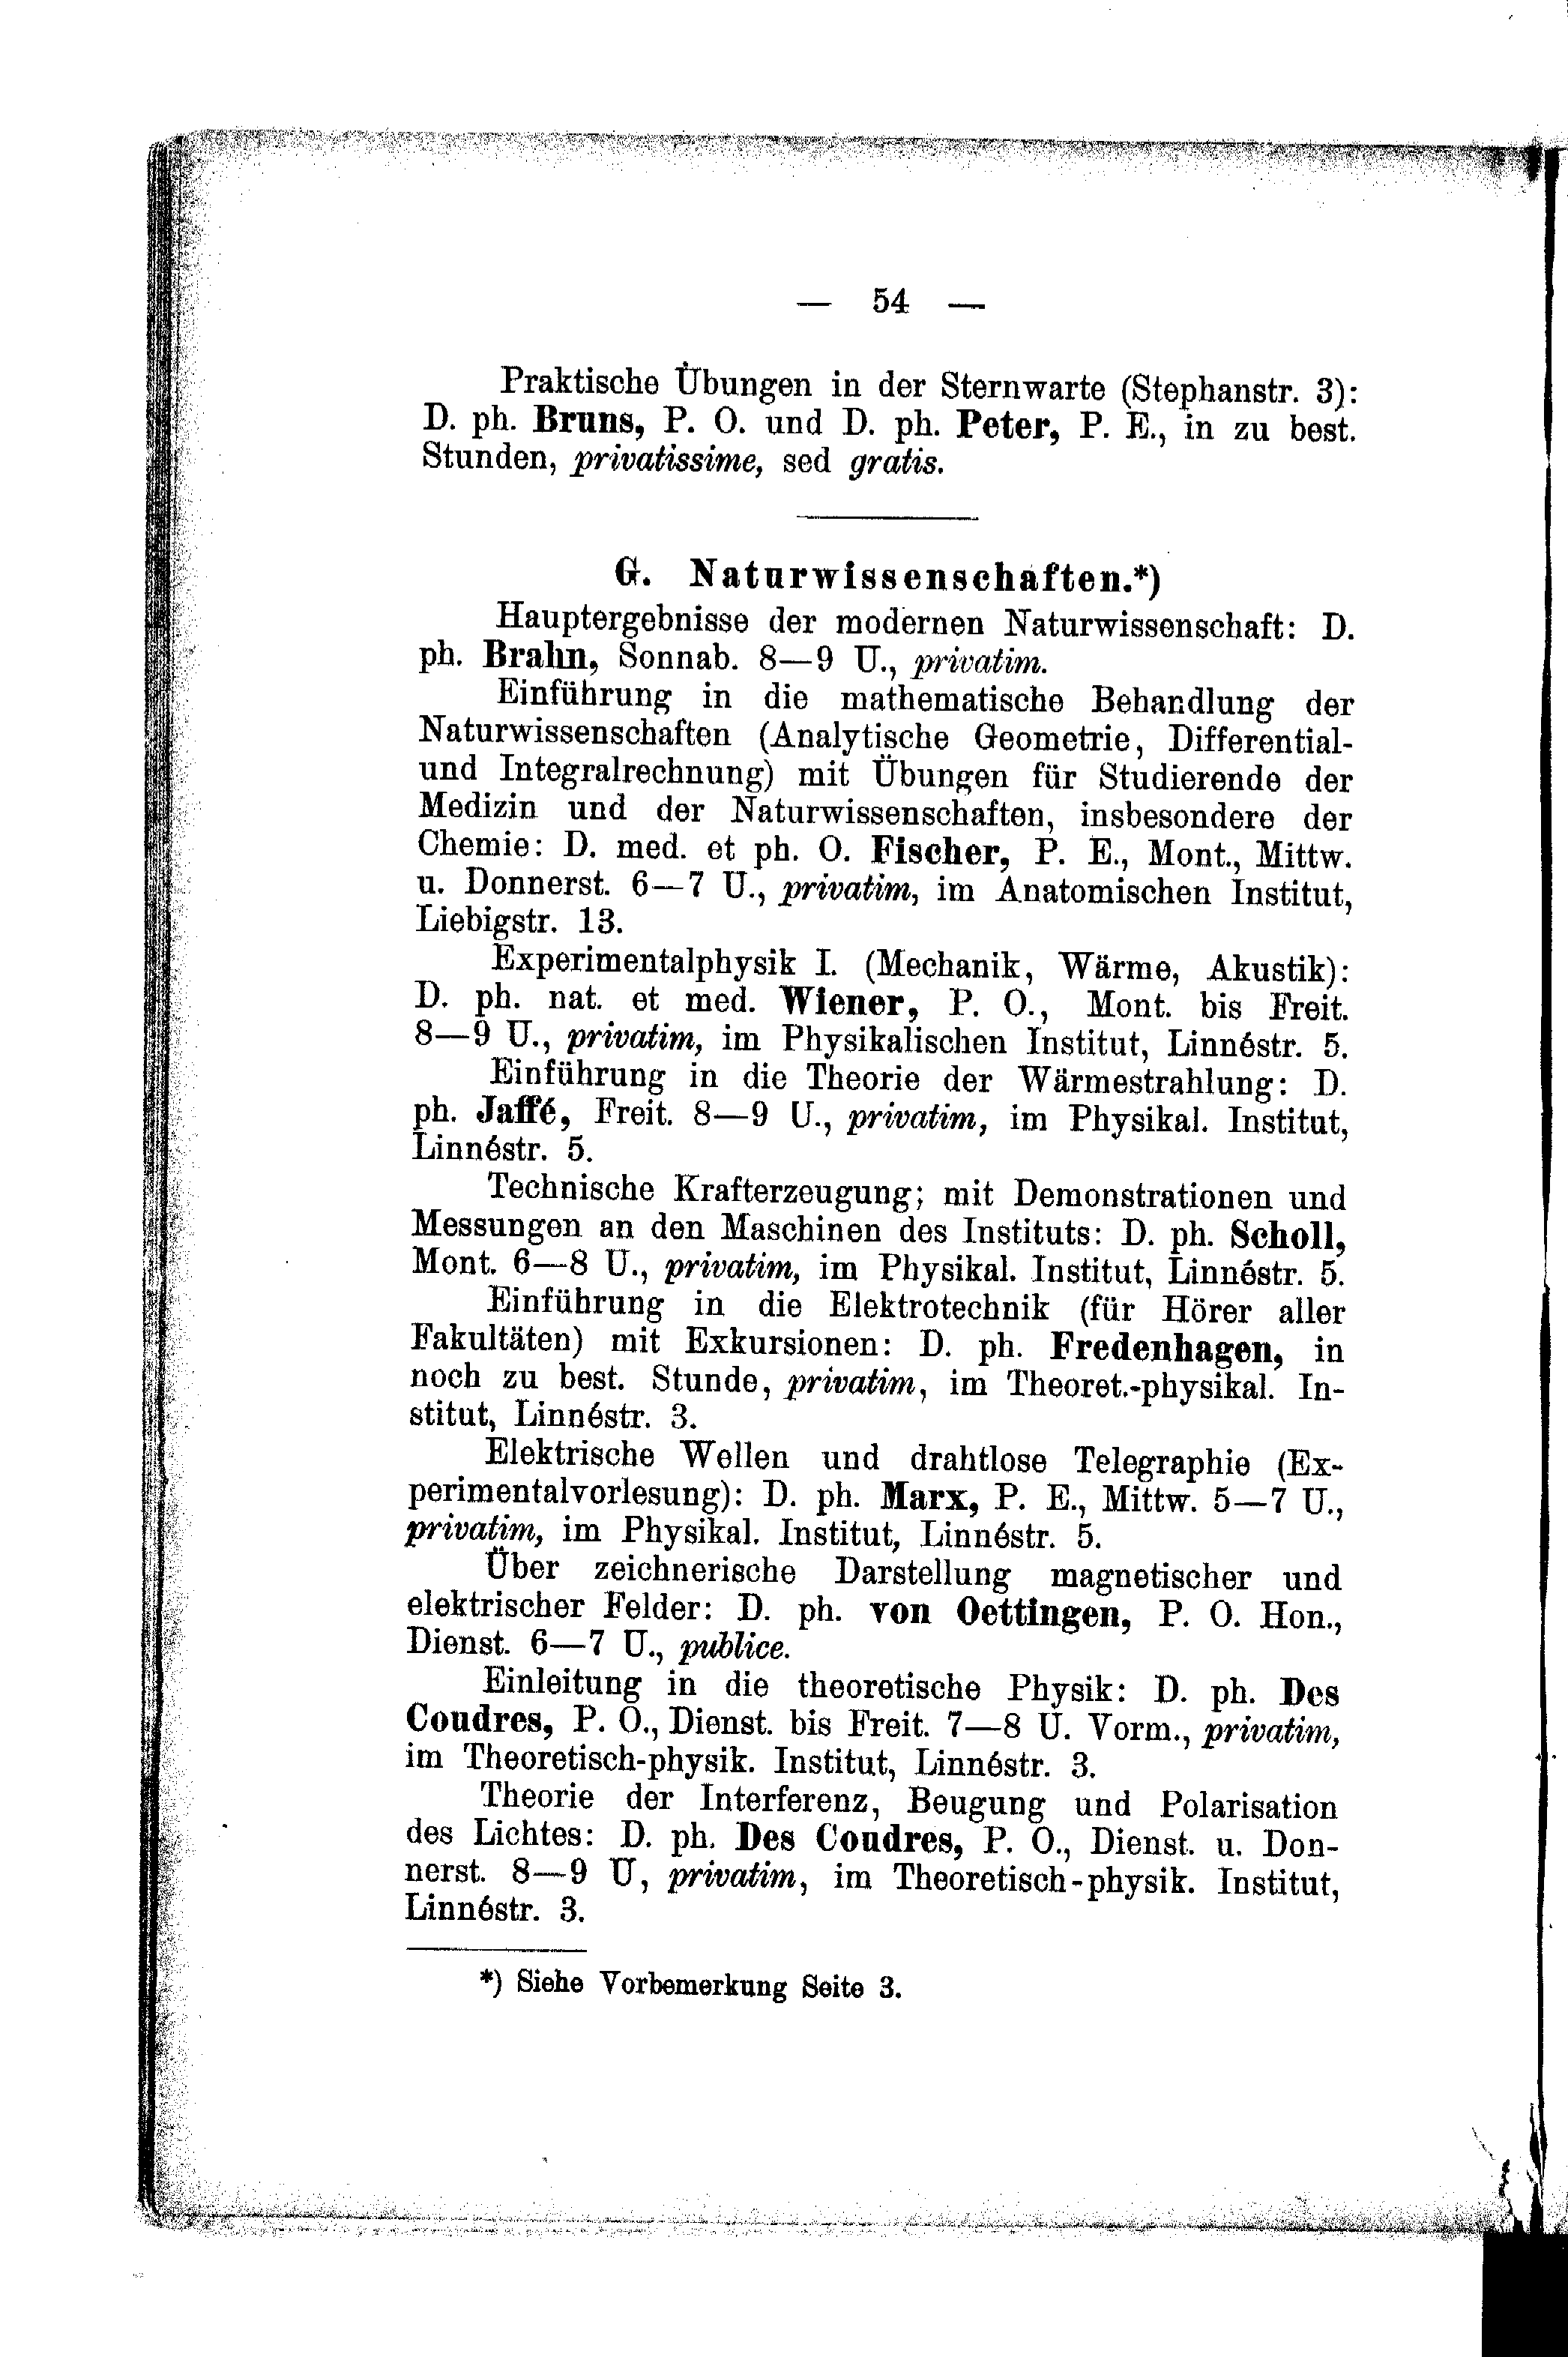 — 54 —
Praktische Übungen in der Sternwarte (Stephanstr. 3):
D. ph. Bruns, P. O. und D. ph. Peter, P. E., in zu best.
Stunden, privatissime, sed gratis.
G. Naturwissenschaften.*)
Hauptergebnisse der modernen Naturwissenschaft: D.
ph. Brahn, Sonnab. 8—9 U., privatim.
Einführung in die mathematische Behandlung der
Naturwissenschaften (Analytische Geometrie, Differential-
und Integralrechnung) mit Übungen für Studierende der
Medizin und der Naturwissenschaften, insbesondere der
Chemie: D. med. et ph. O. Fischer, P. E., Mont., Mittw.
u. Donnerst. 6—7 U., privatim, im Anatomischen Institut,
Liebigstr. 13.
Experimentalphysik I. (Mechanik, Wärme, Akustik):
D. ph. nat. et med. Wiener, P. O., Mont. bis Freit.
8—9 U., privatim, im Physikalischen Institut, Linnéstr. 5.
Einführung in die Theorie der Wärmestrahlung: D.
ph. Jaffé, Freit. 8—9 U., privatim, im Physikal. Institut,
Linnéstr. 5.
Technische Krafterzeugung; mit Demonstrationen und
Messungen an den Maschinen des Instituts: D. ph. Scholl,
Mont. 6—8 U., privatim, im Physikal. Institut, Linnéstr. 5.
Einführung in die Elektrotechnik (für Hörer aller
Fakultäten) mit Exkursionen: D. ph. Fredenhagen, in
noch zu best. Stunde, privatim, im Theoret.-physikal. In-
stitut, Linnéstr. 3.
Elektrische Wellen und drahtlose Telegraphie (Ex-
perimentalvorlesung): D. ph. Marx, P. E., Mittw. 5—7 U.,
privatim, im Physikal. Institut, Linnéstr. 5.
Über zeichnerische Darstellung magnetischer und
elektrischer Felder: D. ph. von Oettingen, P. O. Hon.,
Dienst. 6—7 U., publice.
Einleitung in die theoretische Physik: D. ph. Des
Coudres, P. O., Dienst. bis Freit. 7—8 U. Vorm., privatim,
im Theoretisch-physik. Institut, Linnéstr. 3.
Theorie der Interferenz, Beugung und Polarisation
des Lichtes: D. ph. Des Coudres, P. O., Dienst. u. Don-
nerst. 8—9 U, privatim, im Theoretisch-physik. Institut,
Linnéstr. 3.
*) Siehe Vorbemerkung Seite 3.